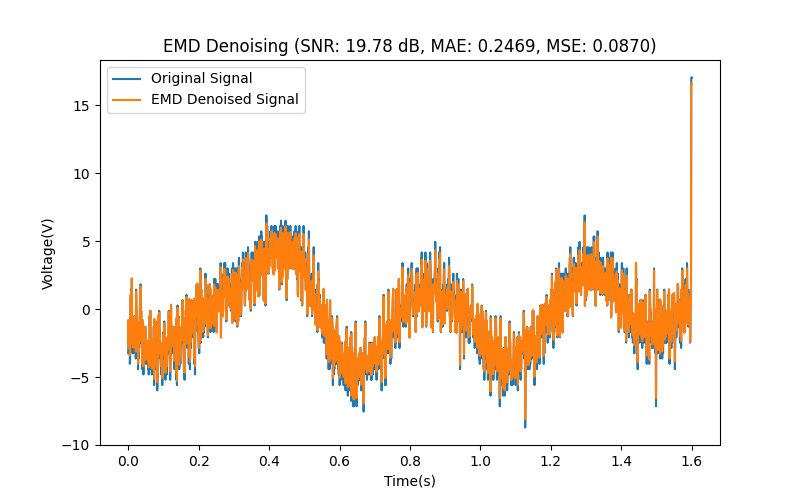 EMD Denoising (SNR: 19.78 dB, MAE: 0.2469, MSE: 0.0870)
Original Signal
EMD Denoised Signal
15
10
5
0
−5
−10
Voltage(V)
0.0 0.2 0.4 0.6 0.8 1.0 1.2 1.4 1.6
Time(s)